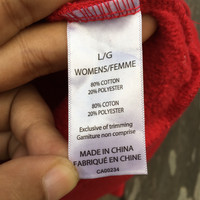 L/G
WOMENS/FEMME
80% COTTON
20% POLYESTER
80% COTTON
20% POLYESTER
Exclusive of trimming
Garniture non comprise
MADE IN CHINA
FABRIQUÉ EN CHINE
CA00234